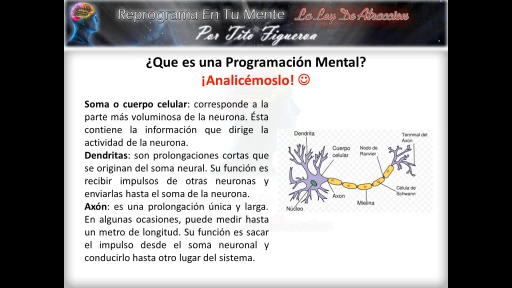 Reprograma En Tu Mente La Ley De Atraccion
Por Tito Figueroa
¿Que es una Programación Mental?
¡Analicémoslo! ☺
Soma o cuerpo celular: corresponde a la
parte más voluminosa de la neurona. Ésta
contiene la información que dirige la
actividad de la neurona.
Dendritas: son prolongaciones cortas que
se originan del soma neural. Su función es
recibir impulsos de otras neuronas y
enviarlas hasta el soma de la neurona.
Axón: es una prolongación única y larga.
En algunas ocasiones, puede medir hasta
un metro de longitud. Su función es sacar
el impulso desde el soma neuronal y
conducirlo hasta otro lugar del sistema.
Dendrita
Terminal del
Axon
Cuerpo
celular
Nodo de
Ranvier
Axon
Célula de
Schwann
Mielina
Núcleo